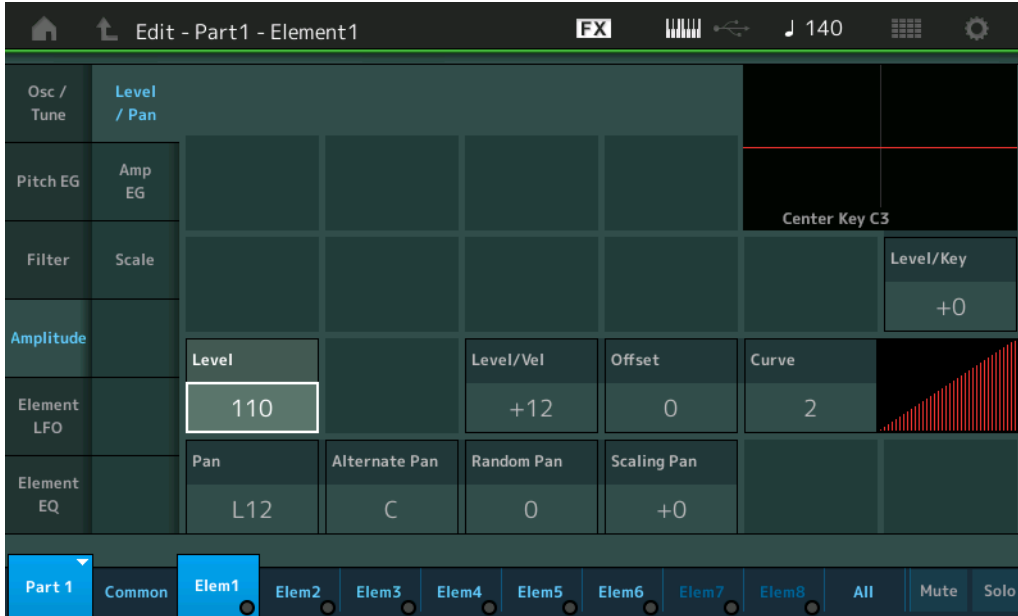 Edit - Part1 - Element1
FX
140
Osc /
Tune
Level
/ Pan
Pitch EG
Amp
EG
Center Key C3
Filter
Scale
Level/Key
+0
Amplitude
Level
Level/Vel
Offset
Curve
110
+12
0
2
Element
LFO
Pan
Alternate Pan
Random Pan
Scaling Pan
L12
C
0
+0
Element
EQ
Part 1
Common
Elem1
Elem2
Elem3
Elem4
Elem5
Elem6
Elem7
Elem8
All
Mute
Solo